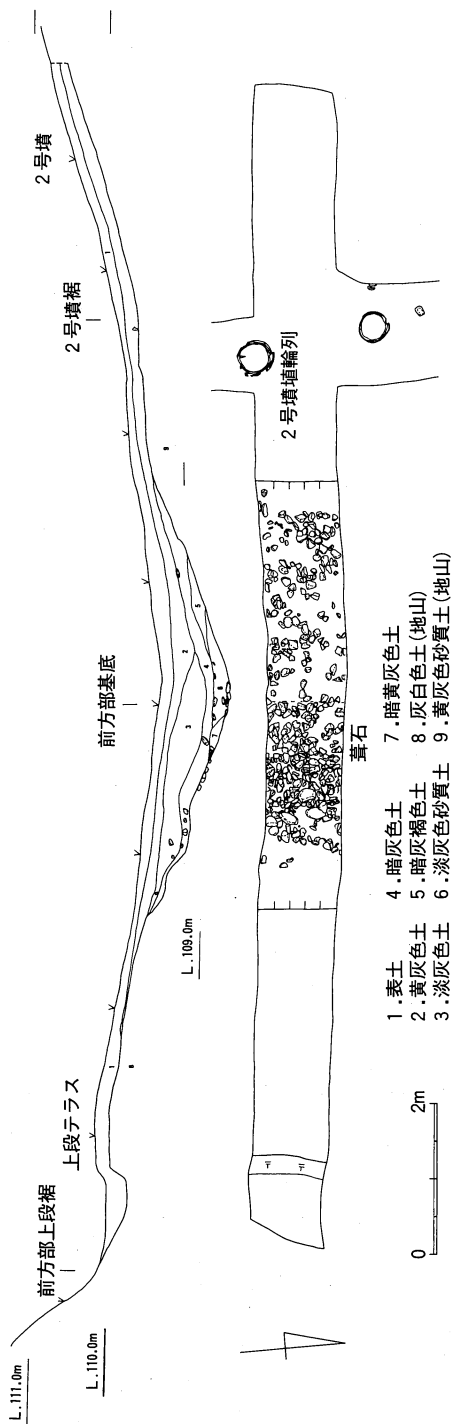 L.111.0m
L.110.0m
前方部上段裾
上段テラス
L.109.0m
前方部基底
2号墳裾
2号墳
2号墳埴輪列
葺石
1.表土
2.黄灰色土
3.淡灰色土
4.暗灰色土
5.暗灰褐色土
6.淡灰色砂質土
7.暗黄灰色土
8.灰白色土(地山)
9.黄灰色砂質土(地山)
0 2m